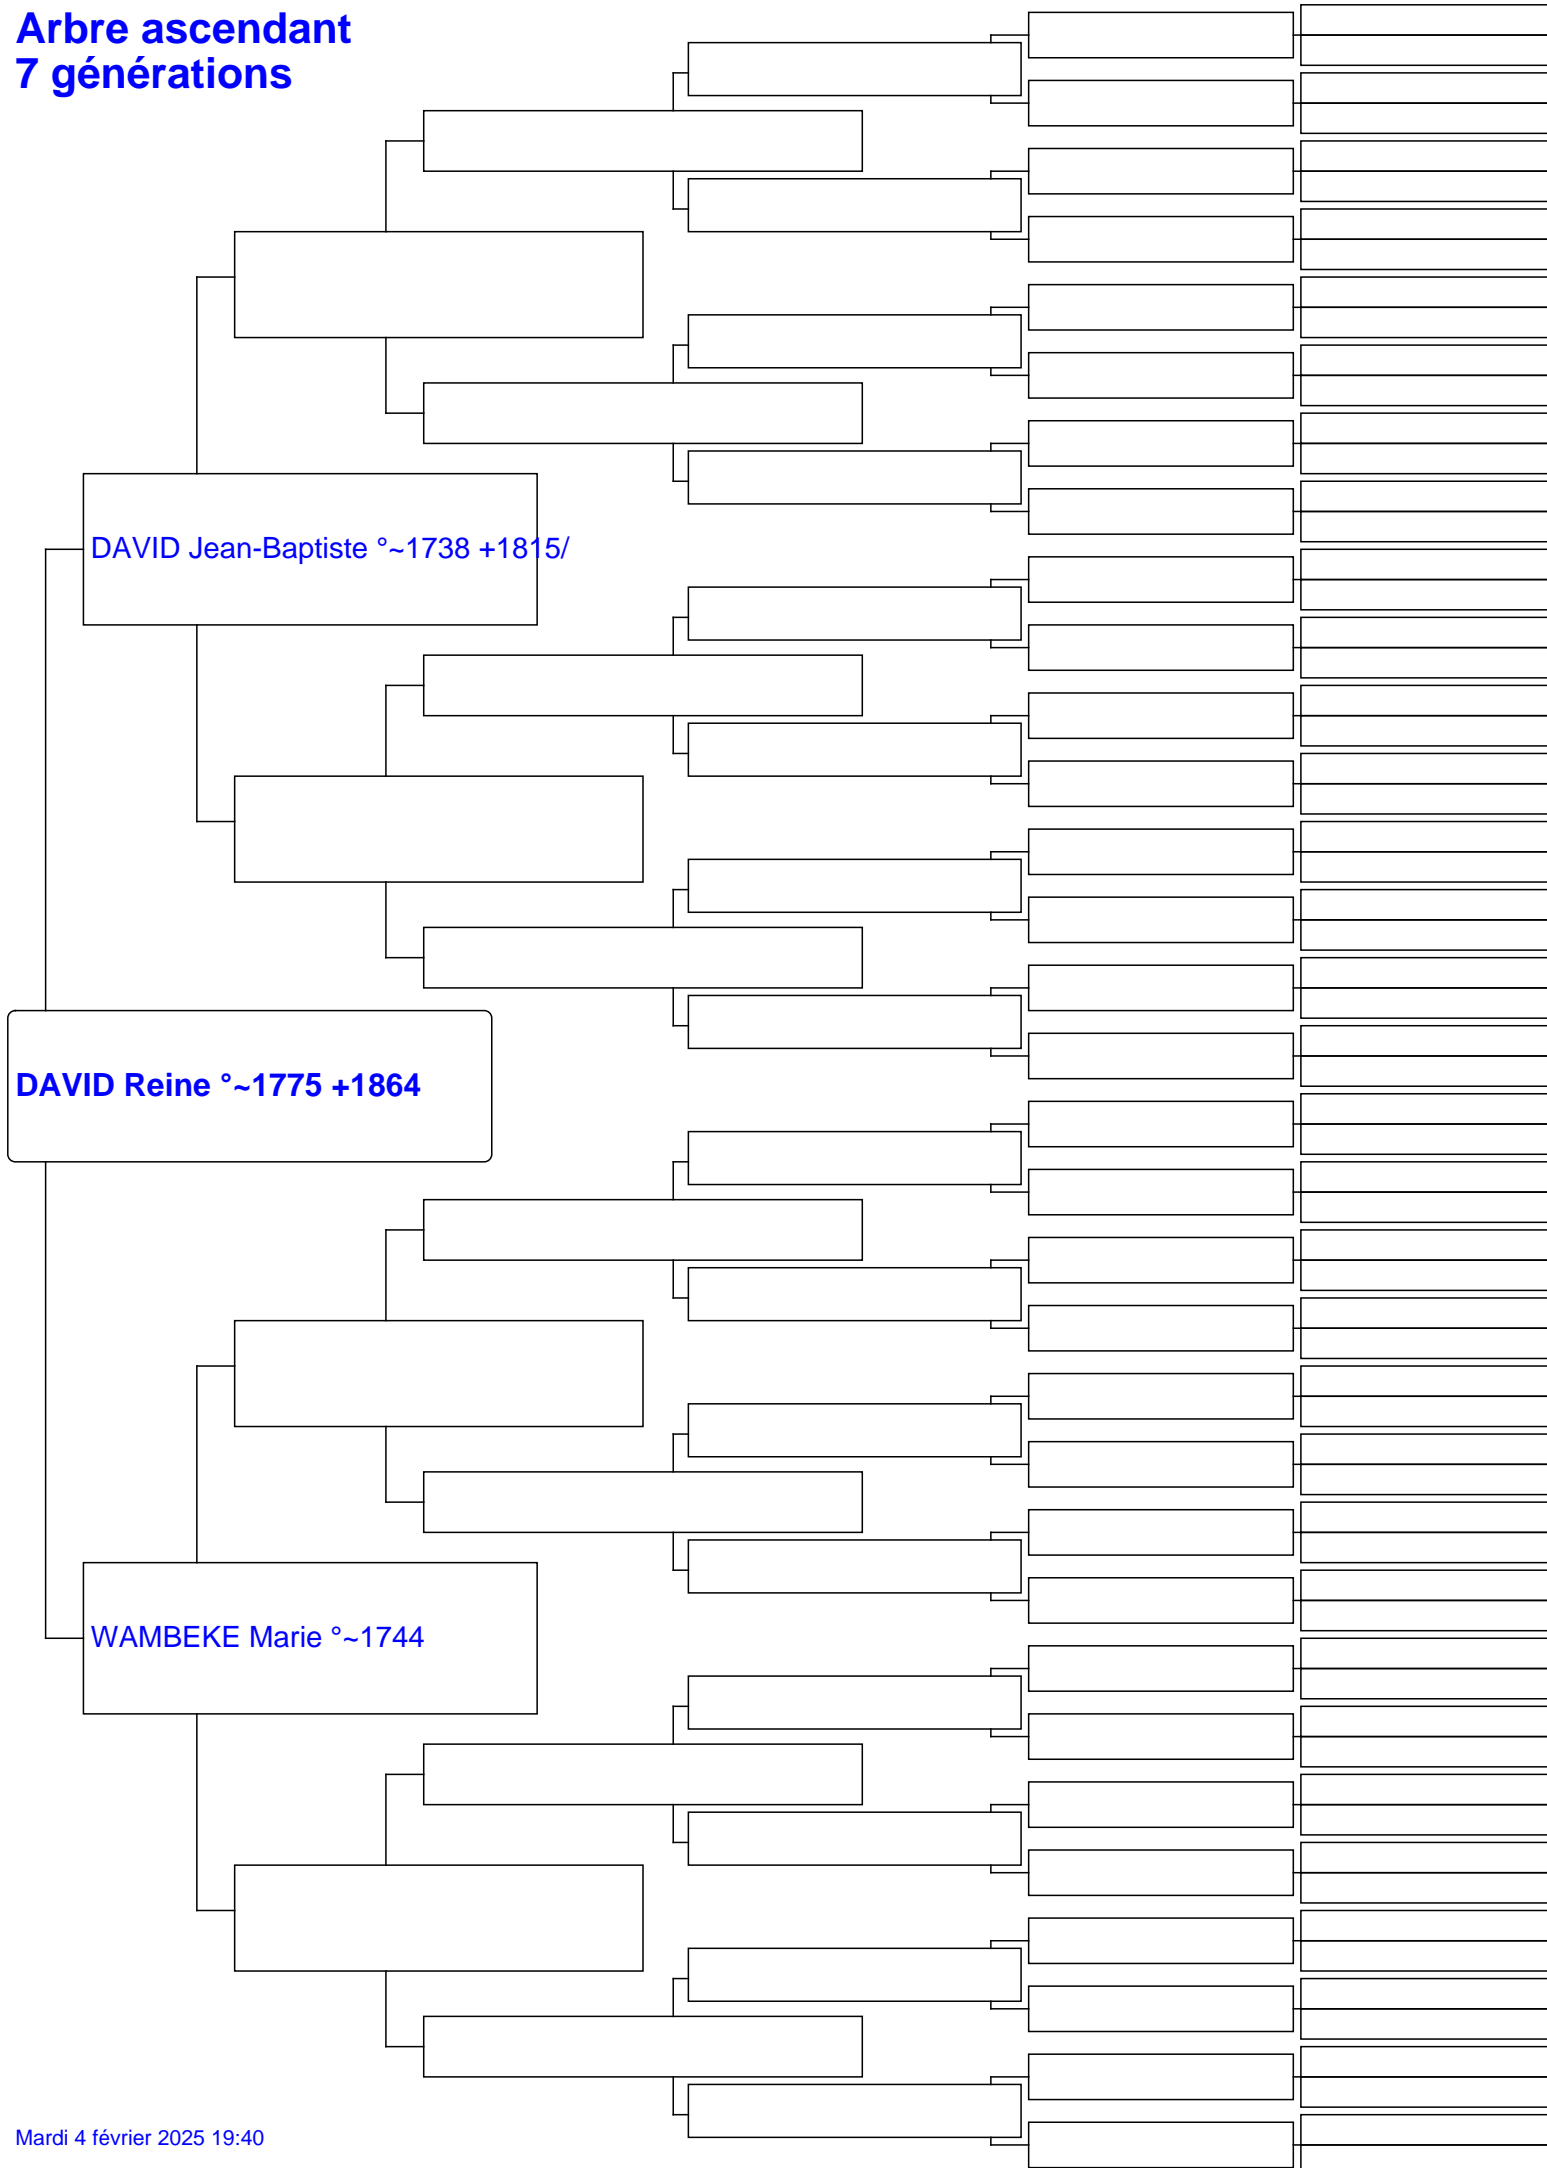 Arbre ascendant
7 générations
DAVID Jean-Baptiste °~1738 +1815/
DAVID Reine °~1775 +1864
WAMBEKE Marie °~1744
Mardi 4 février 2025 19:40